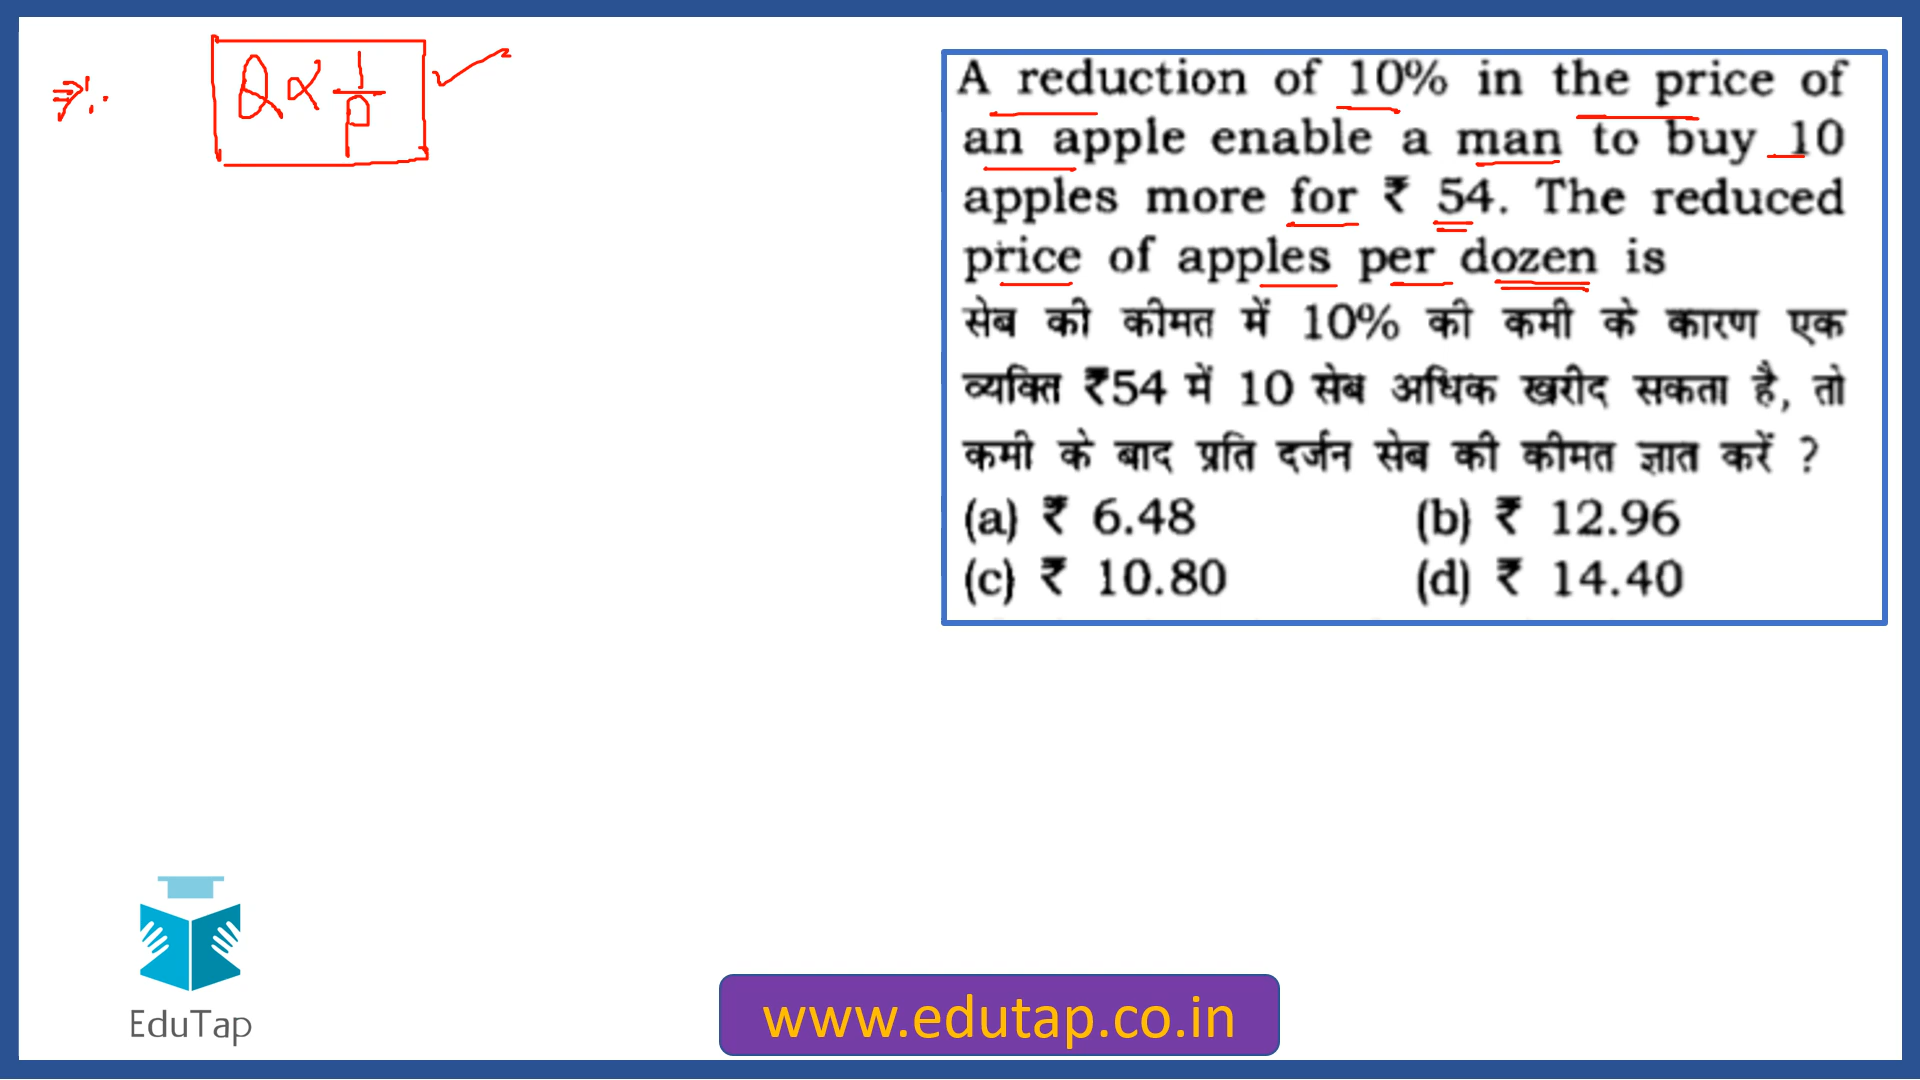 ⇒ ∴ Q ∝ 1/P ✓
A reduction of 10% in the price of
an apple enable a man to buy 10
apples more for ₹ 54. The reduced
price of apples per dozen is
सेब की कीमत में 10% की कमी के कारण एक
व्यक्ति ₹54 में 10 सेब अधिक खरीद सकता है, तो
कमी के बाद प्रति दर्जन सेब की कीमत ज्ञात करें ?
(a) ₹ 6.48 (b) ₹ 12.96
(c) ₹ 10.80 (d) ₹ 14.40
EduTap
www.edutap.co.in